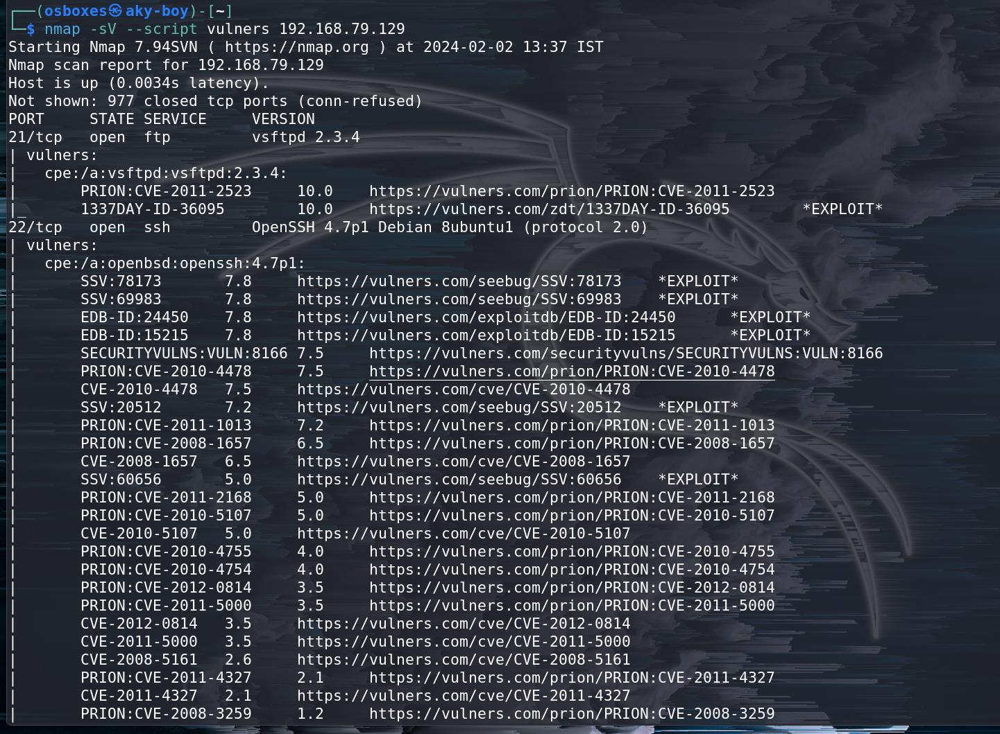 ┌──(osboxes㉿aky-boy)-[~]
└─$ nmap -sV --script vulners 192.168.79.129
Starting Nmap 7.94SVN ( https://nmap.org ) at 2024-02-02 13:37 IST
Nmap scan report for 192.168.79.129
Host is up (0.0034s latency).
Not shown: 977 closed tcp ports (conn-refused)
PORT     STATE SERVICE     VERSION
21/tcp   open  ftp         vsftpd 2.3.4
| vulners:
|   cpe:/a:vsftpd:vsftpd:2.3.4:
|       PRION:CVE-2011-2523     10.0    https://vulners.com/prion/PRION:CVE-2011-2523
|_      1337DAY-ID-36095        10.0    https://vulners.com/zdt/1337DAY-ID-36095        *EXPLOIT*
22/tcp   open  ssh         OpenSSH 4.7p1 Debian 8ubuntu1 (protocol 2.0)
| vulners:
|   cpe:/a:openbsd:openssh:4.7p1:
|       SSV:78173       7.8     https://vulners.com/seebug/SSV:78173    *EXPLOIT*
|       SSV:69983       7.8     https://vulners.com/seebug/SSV:69983    *EXPLOIT*
|       EDB-ID:24450    7.8     https://vulners.com/exploitdb/EDB-ID:24450      *EXPLOIT*
|       EDB-ID:15215    7.8     https://vulners.com/exploitdb/EDB-ID:15215      *EXPLOIT*
|       SECURITYVULNS:VULN:8166 7.5     https://vulners.com/securityvulns/SECURITYVULNS:VULN:8166
|       PRION:CVE-2010-4478     7.5     https://vulners.com/prion/PRION:CVE-2010-4478
|       CVE-2010-4478   7.5     https://vulners.com/cve/CVE-2010-4478
|       SSV:20512       7.2     https://vulners.com/seebug/SSV:20512    *EXPLOIT*
|       PRION:CVE-2011-1013     7.2     https://vulners.com/prion/PRION:CVE-2011-1013
|       PRION:CVE-2008-1657     6.5     https://vulners.com/prion/PRION:CVE-2008-1657
|       CVE-2008-1657   6.5     https://vulners.com/cve/CVE-2008-1657
|       SSV:60656       5.0     https://vulners.com/seebug/SSV:60656    *EXPLOIT*
|       PRION:CVE-2011-2168     5.0     https://vulners.com/prion/PRION:CVE-2011-2168
|       PRION:CVE-2010-5107     5.0     https://vulners.com/prion/PRION:CVE-2010-5107
|       CVE-2010-5107   5.0     https://vulners.com/cve/CVE-2010-5107
|       PRION:CVE-2010-4755     4.0     https://vulners.com/prion/PRION:CVE-2010-4755
|       PRION:CVE-2010-4754     4.0     https://vulners.com/prion/PRION:CVE-2010-4754
|       PRION:CVE-2012-0814     3.5     https://vulners.com/prion/PRION:CVE-2012-0814
|       PRION:CVE-2011-5000     3.5     https://vulners.com/prion/PRION:CVE-2011-5000
|       CVE-2012-0814   3.5     https://vulners.com/cve/CVE-2012-0814
|       CVE-2011-5000   3.5     https://vulners.com/cve/CVE-2011-5000
|       CVE-2008-5161   2.6     https://vulners.com/cve/CVE-2008-5161
|       PRION:CVE-2011-4327     2.1     https://vulners.com/prion/PRION:CVE-2011-4327
|       CVE-2011-4327   2.1     https://vulners.com/cve/CVE-2011-4327
|       PRION:CVE-2008-3259     1.2     https://vulners.com/prion/PRION:CVE-2008-3259